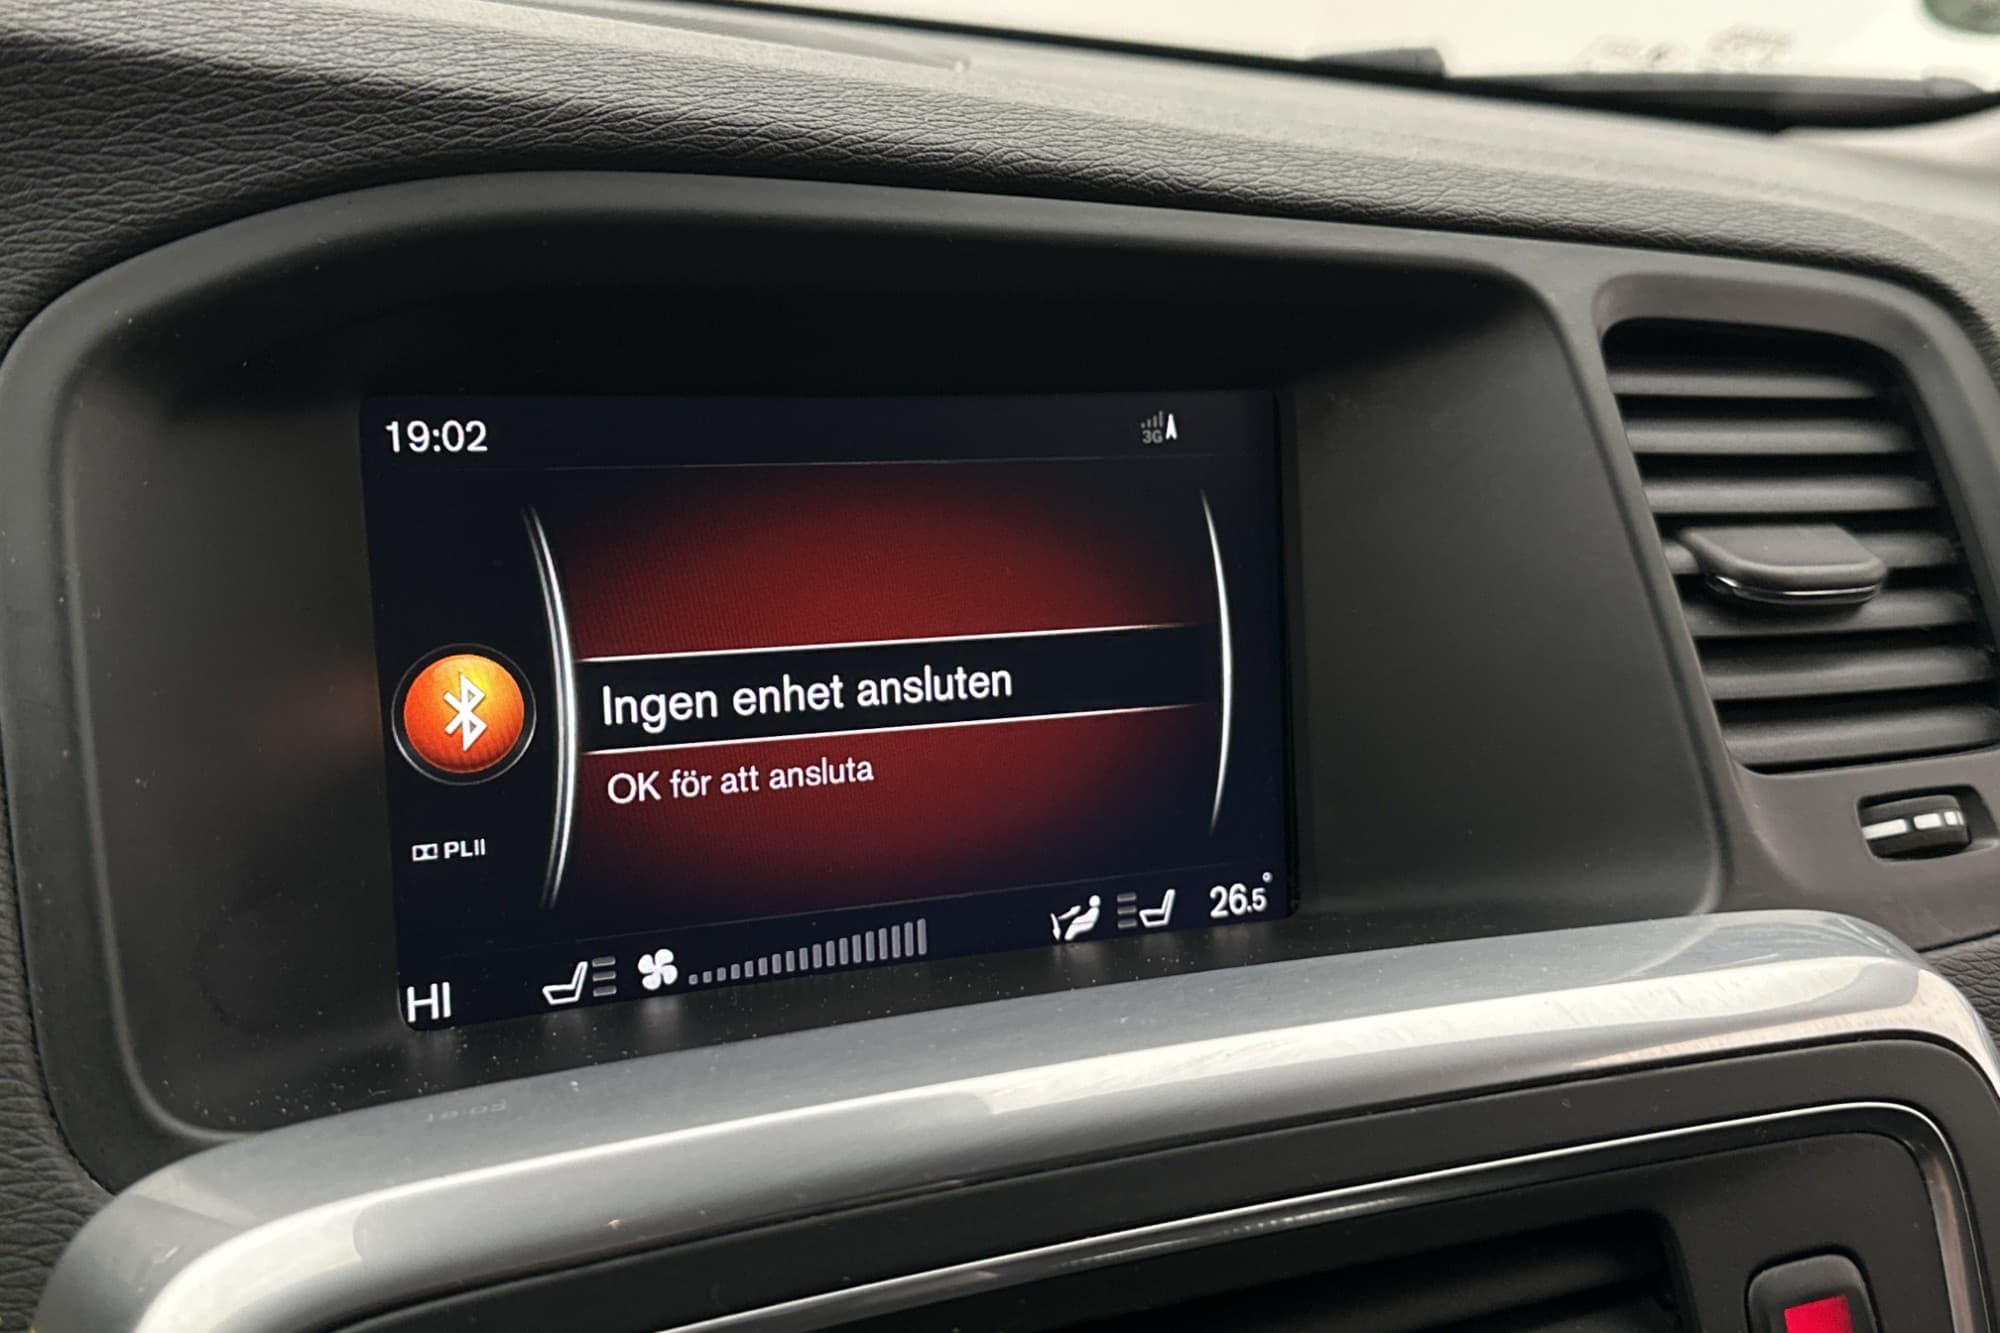 19:02
3G
Ingen enhet ansluten
OK för att ansluta
PLII
HI
26.5°